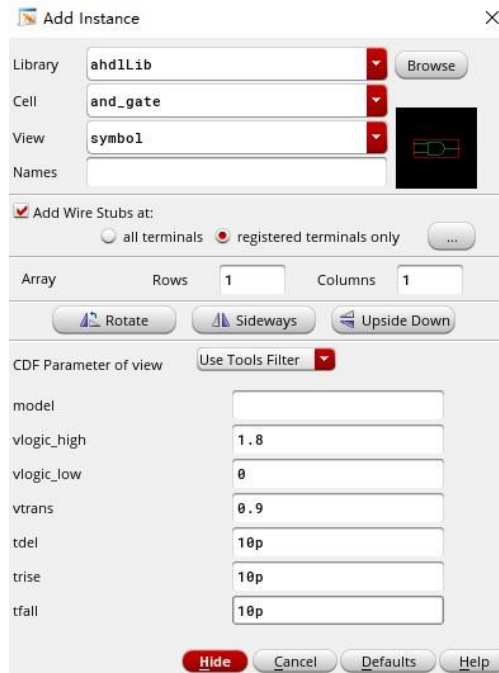 Add Instance
Library ahdlLib Browse
Cell and_gate
View symbol
Names
Add Wire Stubs at:
all terminals registered terminals only ...
Array Rows 1 Columns 1
Rotate Sideways Upside Down
CDF Parameter of view Use Tools Filter
model
vlogic_high 1.8
vlogic_low 0
vtrans 0.9
tdel 10p
trise 10p
tfall 10p
Hide Cancel Defaults Help